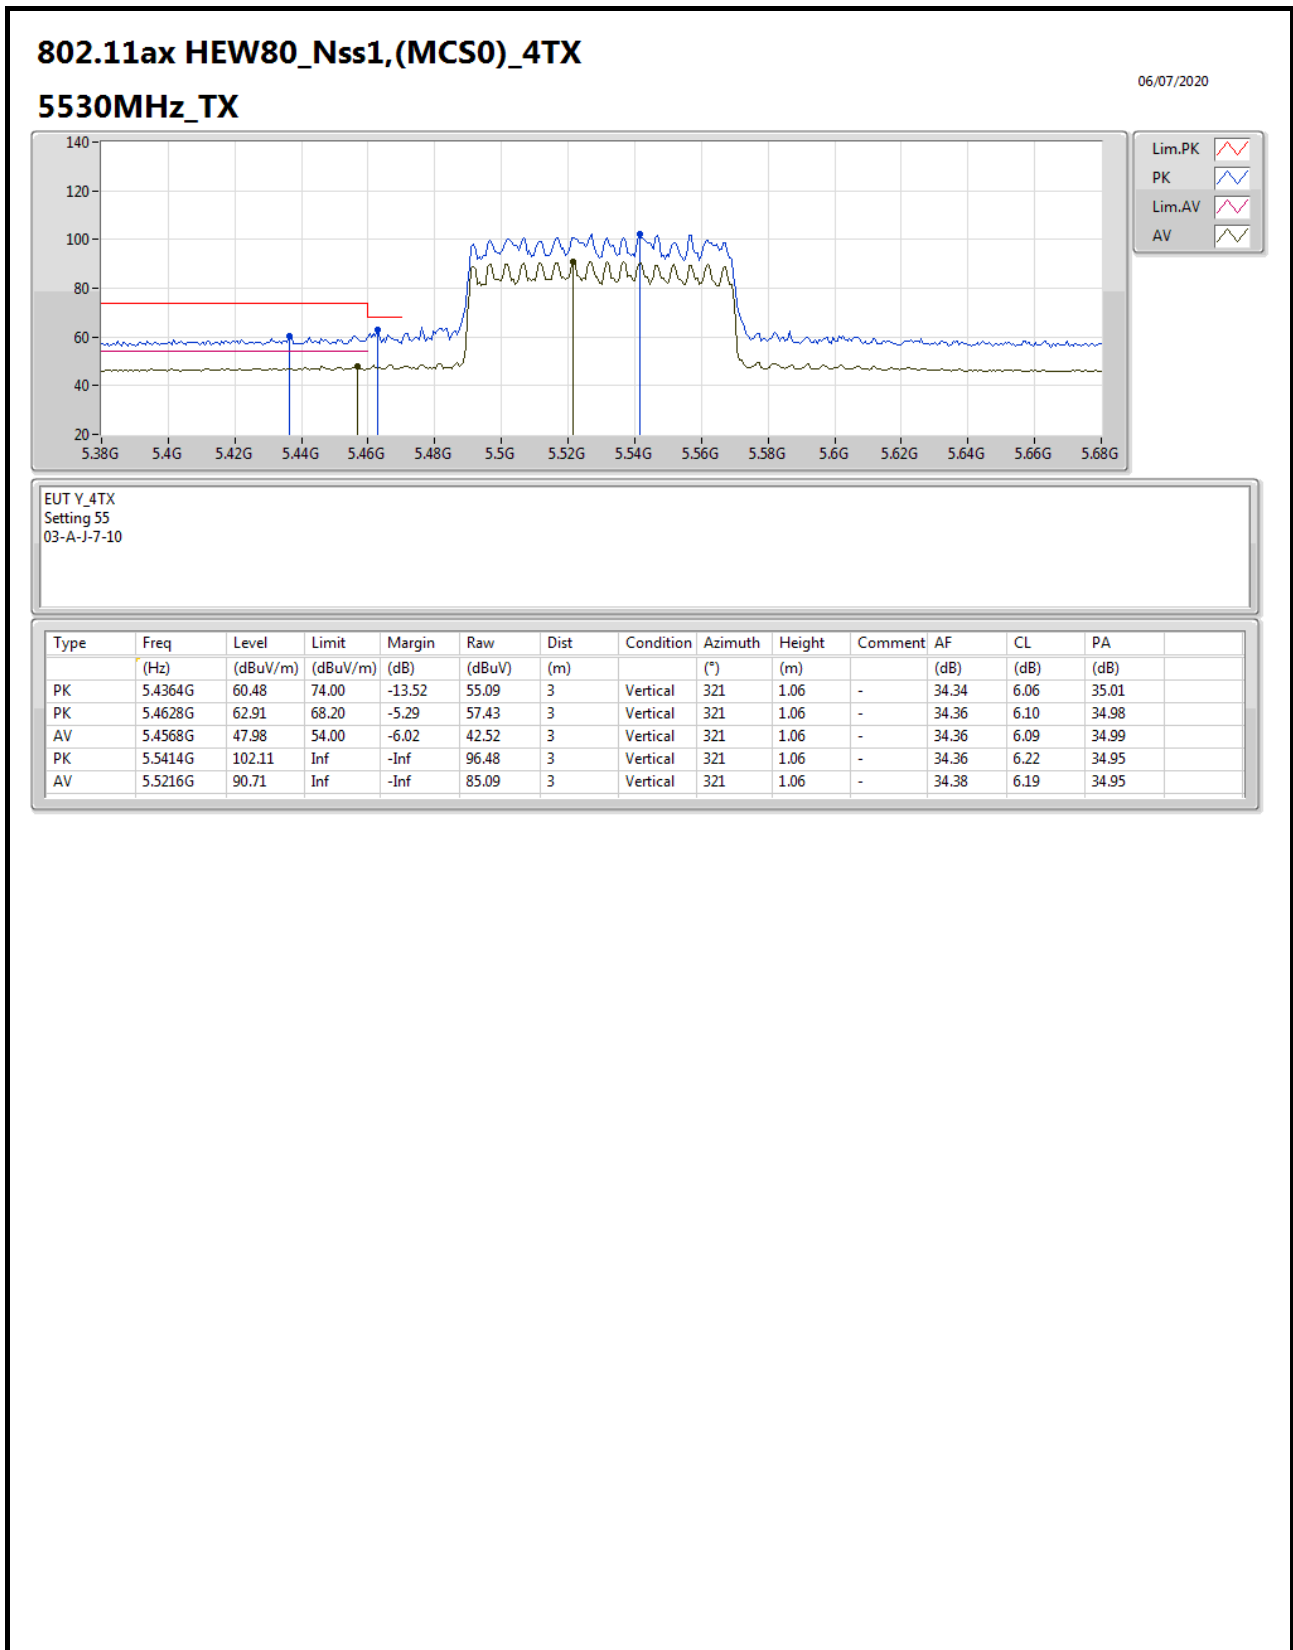 802.11ax HEW80_Nss1,(MCS0)_4TX
06/07/2020
5530MHz_TX
140
120
100
80
60
40
20
5.38G 5.4G 5.42G 5.44G 5.46G 5.48G 5.5G 5.52G 5.54G 5.56G 5.58G 5.6G 5.62G 5.64G 5.66G 5.68G
Lim.PK
PK
Lim.AV
AV
EUT Y_4TX
Setting 55
03-A-J-7-10
Type Freq Level Limit Margin Raw Dist Condition Azimuth Height Comment AF CL PA
(Hz) (dBuV/m) (dBuV/m) (dB) (dBuV) (m) (°) (m) (dB) (dB) (dB)
PK 5.4364G 60.48 74.00 -13.52 55.09 3 Vertical 321 1.06 - 34.34 6.06 35.01
PK 5.4628G 62.91 68.20 -5.29 57.43 3 Vertical 321 1.06 - 34.36 6.10 34.98
AV 5.4568G 47.98 54.00 -6.02 42.52 3 Vertical 321 1.06 - 34.36 6.09 34.99
PK 5.5414G 102.11 Inf -Inf 96.48 3 Vertical 321 1.06 - 34.36 6.22 34.95
AV 5.5216G 90.71 Inf -Inf 85.09 3 Vertical 321 1.06 - 34.38 6.19 34.95